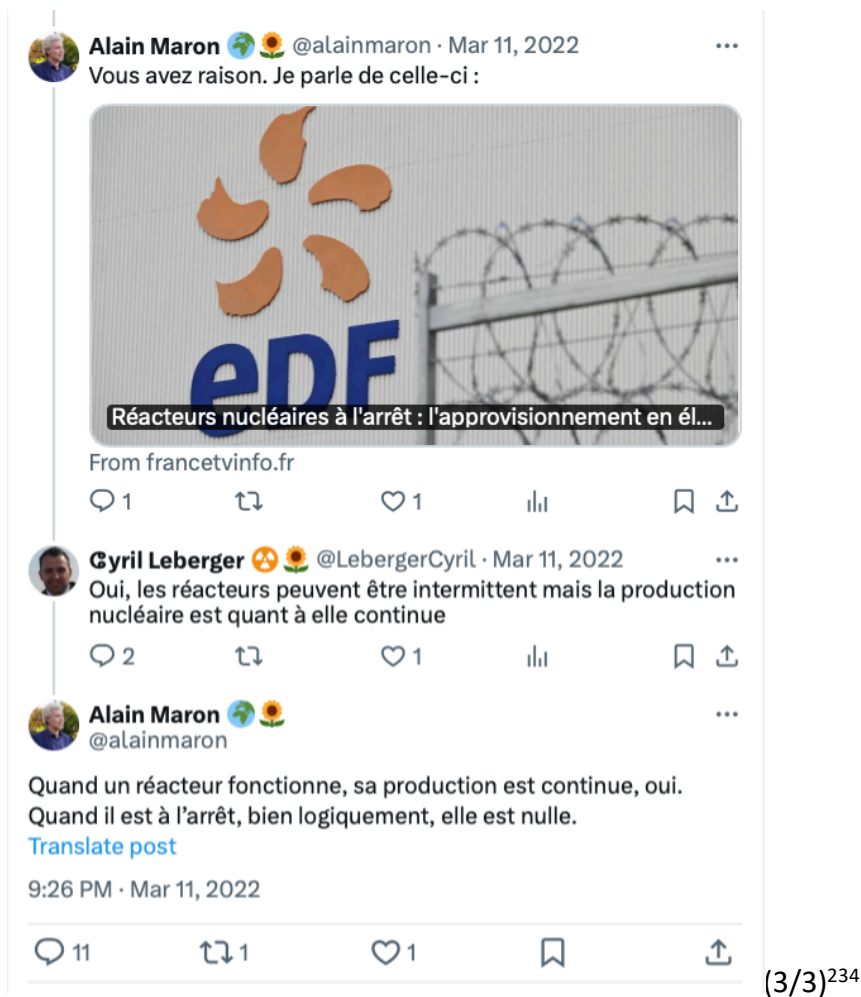 Alain Maron 🌍🌻 @alainmaron · Mar 11, 2022
Vous avez raison. Je parle de celle-ci :
eDF
Réacteurs nucléaires à l'arrêt : l'approvisionnement en él...
From francetvinfo.fr
1 1
Cyril Leberger ☢️🌻 @LebergerCyril · Mar 11, 2022
Oui, les réacteurs peuvent être intermittent mais la production
nucléaire est quant à elle continue
2 1
Alain Maron 🌍🌻
@alainmaron
Quand un réacteur fonctionne, sa production est continue, oui.
Quand il est à l’arrêt, bien logiquement, elle est nulle.
Translate post
9:26 PM · Mar 11, 2022
11 1 1
(3/3)²³⁴